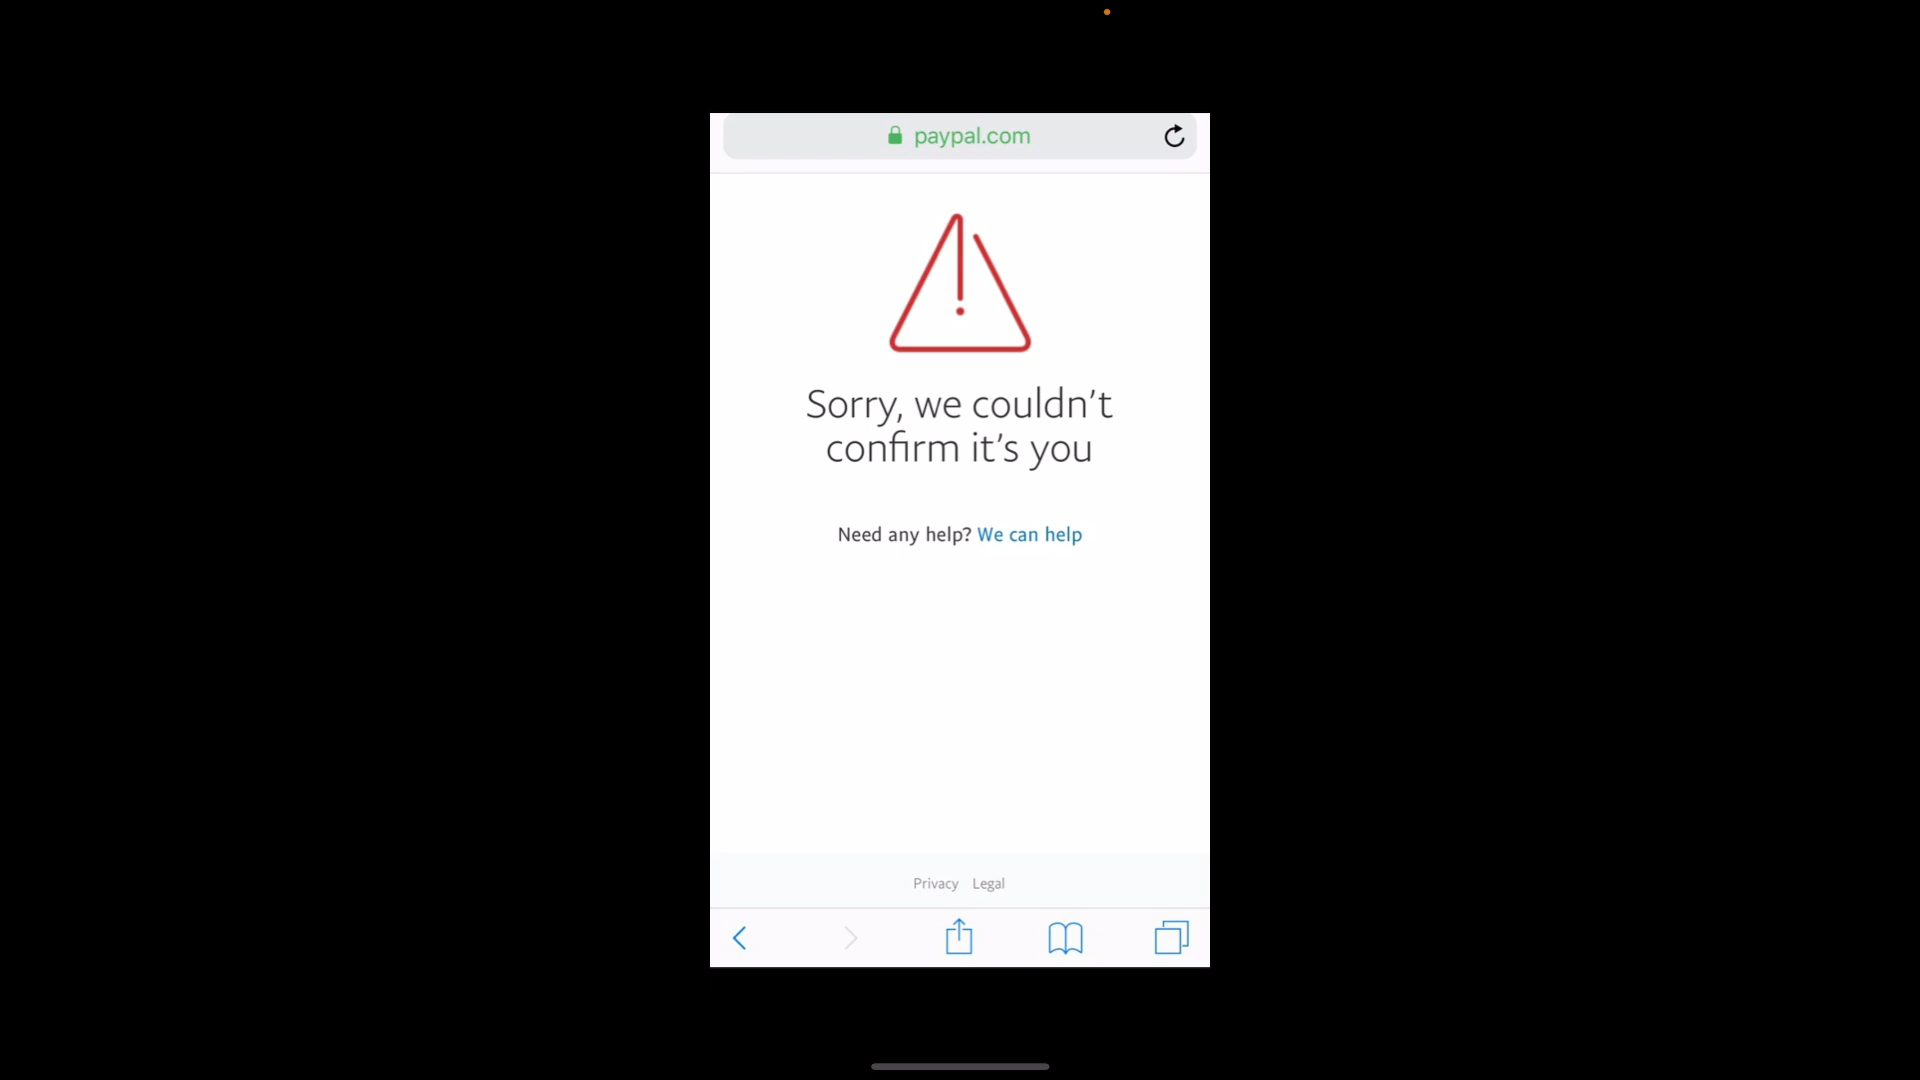 paypal.com
Sorry, we couldn’t
confirm it’s you
Need any help? We can help
Privacy Legal